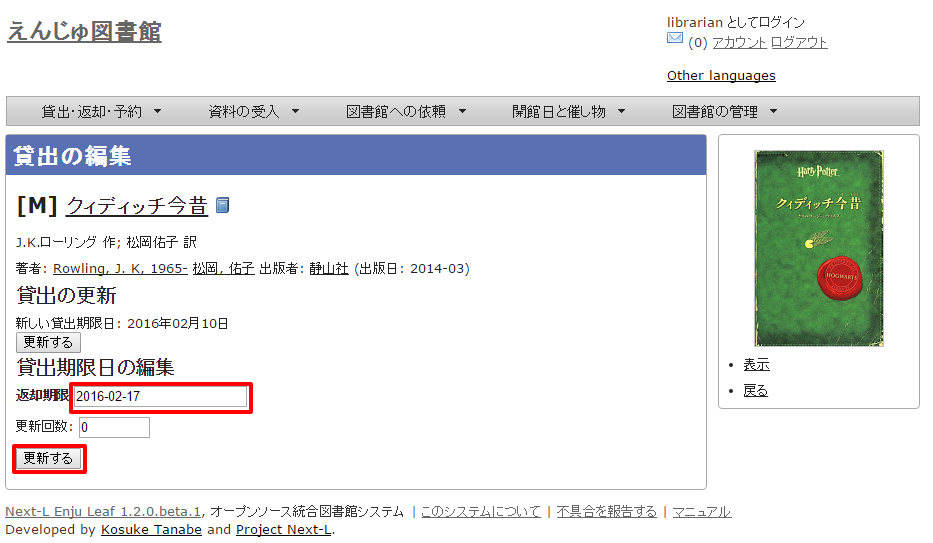 えんじゅ図書館
librarian としてログイン
(0) アカウント ログアウト
Other languages
貸出・返却・予約 ▼ 資料の受入 ▼ 図書館への依頼 ▼ 開館日と催し物 ▼ 図書館の管理 ▼
貸出の編集
[M] クィディッチ今昔
J.K.ローリング 作; 松岡佑子 訳
著者: Rowling, J. K, 1965- 松岡, 佑子 出版者: 静山社 (出版日: 2014-03)
貸出の更新
新しい貸出期限日: 2016年02月10日
更新する
貸出期限日の編集
返却期限 2016-02-17
更新回数: 0
更新する
Harry Potter
クィディッチ今昔
HOGWARTS
• 表示
• 戻る
Next-L Enju Leaf 1.2.0.beta.1, オープンソース統合図書館システム | このシステムについて | 不具合を報告する | マニュアル
Developed by Kosuke Tanabe and Project Next-L.